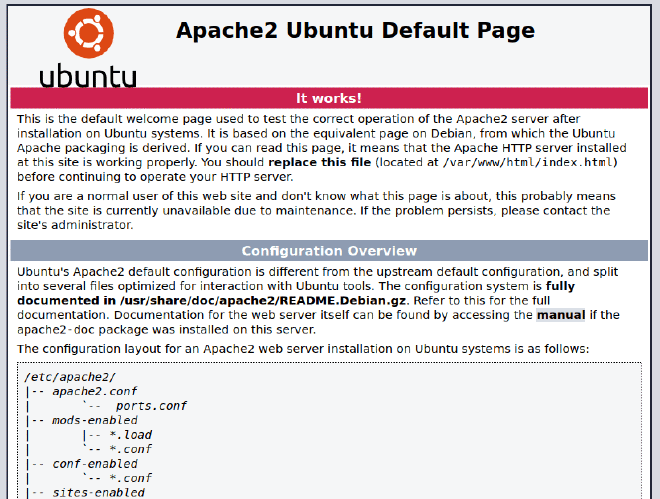 ubuntu
Apache2 Ubuntu Default Page
It works!
This is the default welcome page used to test the correct operation of the Apache2 server after
installation on Ubuntu systems. It is based on the equivalent page on Debian, from which the Ubuntu
Apache packaging is derived. If you can read this page, it means that the Apache HTTP server installed
at this site is working properly. You should replace this file (located at /var/www/html/index.html)
before continuing to operate your HTTP server.
If you are a normal user of this web site and don't know what this page is about, this probably means
that the site is currently unavailable due to maintenance. If the problem persists, please contact the
site's administrator.
Configuration Overview
Ubuntu's Apache2 default configuration is different from the upstream default configuration, and split
into several files optimized for interaction with Ubuntu tools. The configuration system is fully
documented in /usr/share/doc/apache2/README.Debian.gz. Refer to this for the full
documentation. Documentation for the web server itself can be found by accessing the manual if the
apache2-doc package was installed on this server.
The configuration layout for an Apache2 web server installation on Ubuntu systems is as follows:
/etc/apache2/
|-- apache2.conf
|       `--  ports.conf
|-- mods-enabled
|       |-- *.load
|       `-- *.conf
|-- conf-enabled
|       `-- *.conf
|-- sites-enabled